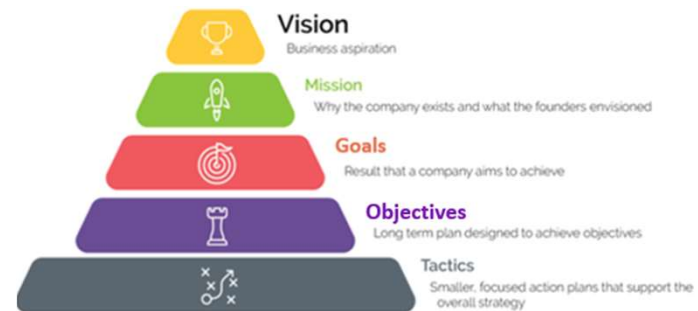 Vision
Business aspiration
Mission
Why the company exists and what the founders envisioned
Goals
Result that a company aims to achieve
Objectives
Long term plan designed to achieve objectives
Tactics
Smaller, focused action plans that support the
overall strategy